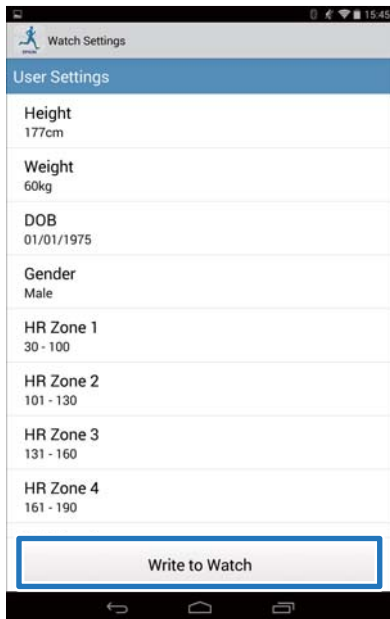 15:45
EPSON
Watch Settings
User Settings
Height
177cm
Weight
60kg
DOB
01/01/1975
Gender
Male
HR Zone 1
30 - 100
HR Zone 2
101 - 130
HR Zone 3
131 - 160
HR Zone 4
161 - 190
Write to Watch